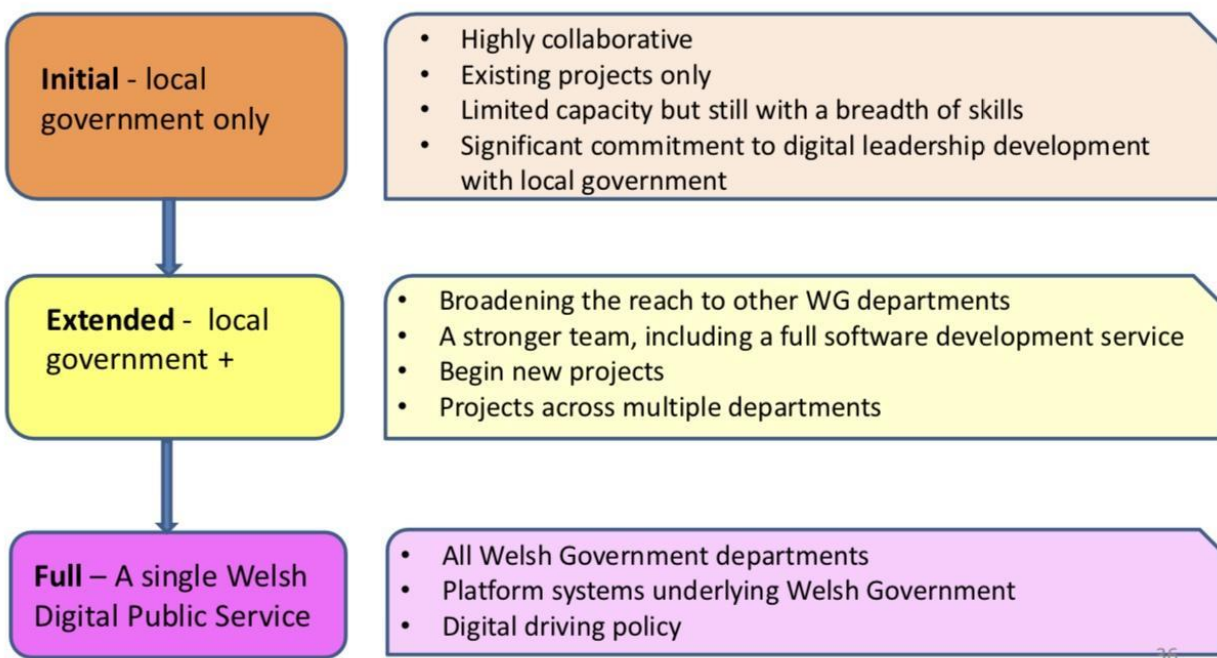 Initial - local
government only
• Highly collaborative
• Existing projects only
• Limited capacity but still with a breadth of skills
• Significant commitment to digital leadership development
with local government
Extended - local
government +
• Broadening the reach to other WG departments
• A stronger team, including a full software development service
• Begin new projects
• Projects across multiple departments
Full – A single Welsh
Digital Public Service
• All Welsh Government departments
• Platform systems underlying Welsh Government
• Digital driving policy
26